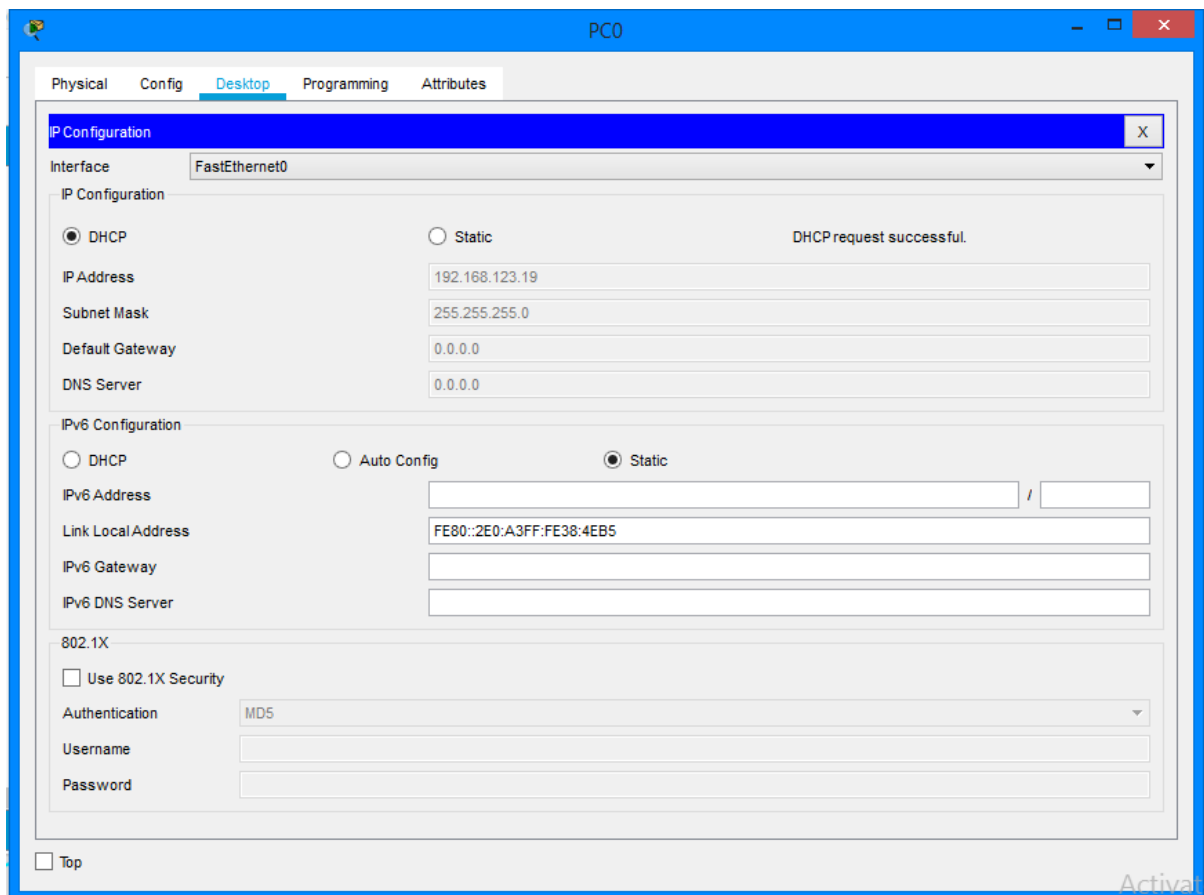 PC0
Physical Config Desktop Programming Attributes
IP Configuration X
Interface FastEthernet0
IP Configuration
DHCP Static DHCP request successful.
IP Address 192.168.123.19
Subnet Mask 255.255.255.0
Default Gateway 0.0.0.0
DNS Server 0.0.0.0
IPv6 Configuration
DHCP Auto Config Static
IPv6 Address /
Link Local Address FE80::2E0:A3FF:FE38:4EB5
IPv6 Gateway
IPv6 DNS Server
802.1X
Use 802.1X Security
Authentication MD5
Username
Password
Top
Activat